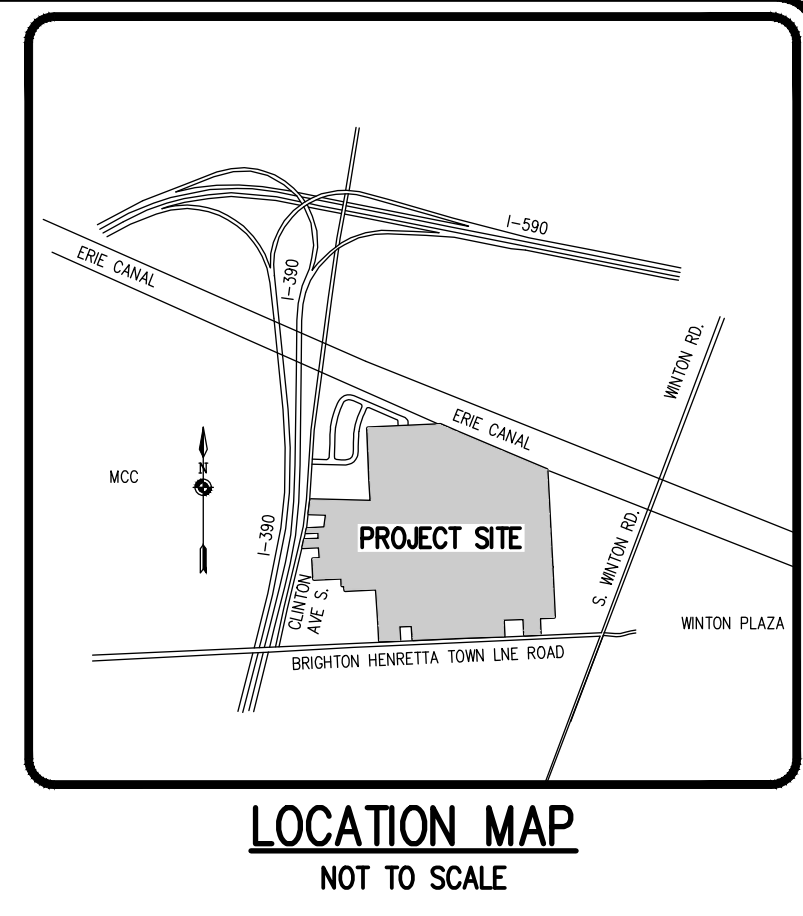 I-590
ERIE CANAL
I-390
WINTON RD.
ERIE CANAL
N
MCC
PROJECT SITE
I-390
S. WINTON RD.
CLINTON
AVE S.
WINTON PLAZA
BRIGHTON HENRETTA TOWN LNE ROAD
LOCATION MAP
NOT TO SCALE